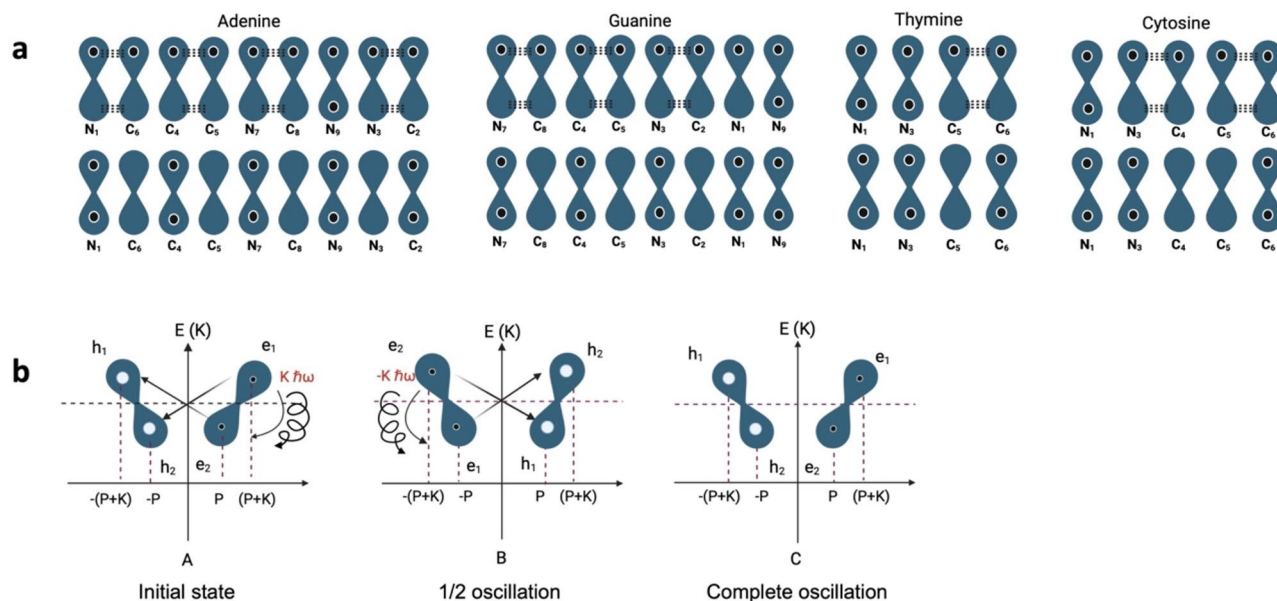 a
Adenine Guanine Thymine Cytosine
N₁ C₆ C₄ C₅ N₇ C₈ N₉ N₃ C₂ N₇ C₈ C₄ C₅ N₃ C₂ N₁ N₉ N₁ N₃ C₅ C₆ N₁ N₃ C₄ C₅ C₆
N₁ C₆ C₄ C₅ N₇ C₈ N₉ N₃ C₂ N₇ C₈ C₄ C₅ N₃ C₂ N₁ N₉ N₁ N₃ C₅ C₆ N₁ N₃ C₄ C₅ C₆
b
E (K) E (K) E (K)
h₁ e₁ e₂ h₂ h₁ e₁
K ħω -K ħω
h₂ e₂ e₁ h₁ h₂ e₂
-(P+K) -P P (P+K) -(P+K) -P P (P+K) -(P+K) -P P (P+K)
A B C
Initial state 1/2 oscillation Complete oscillation